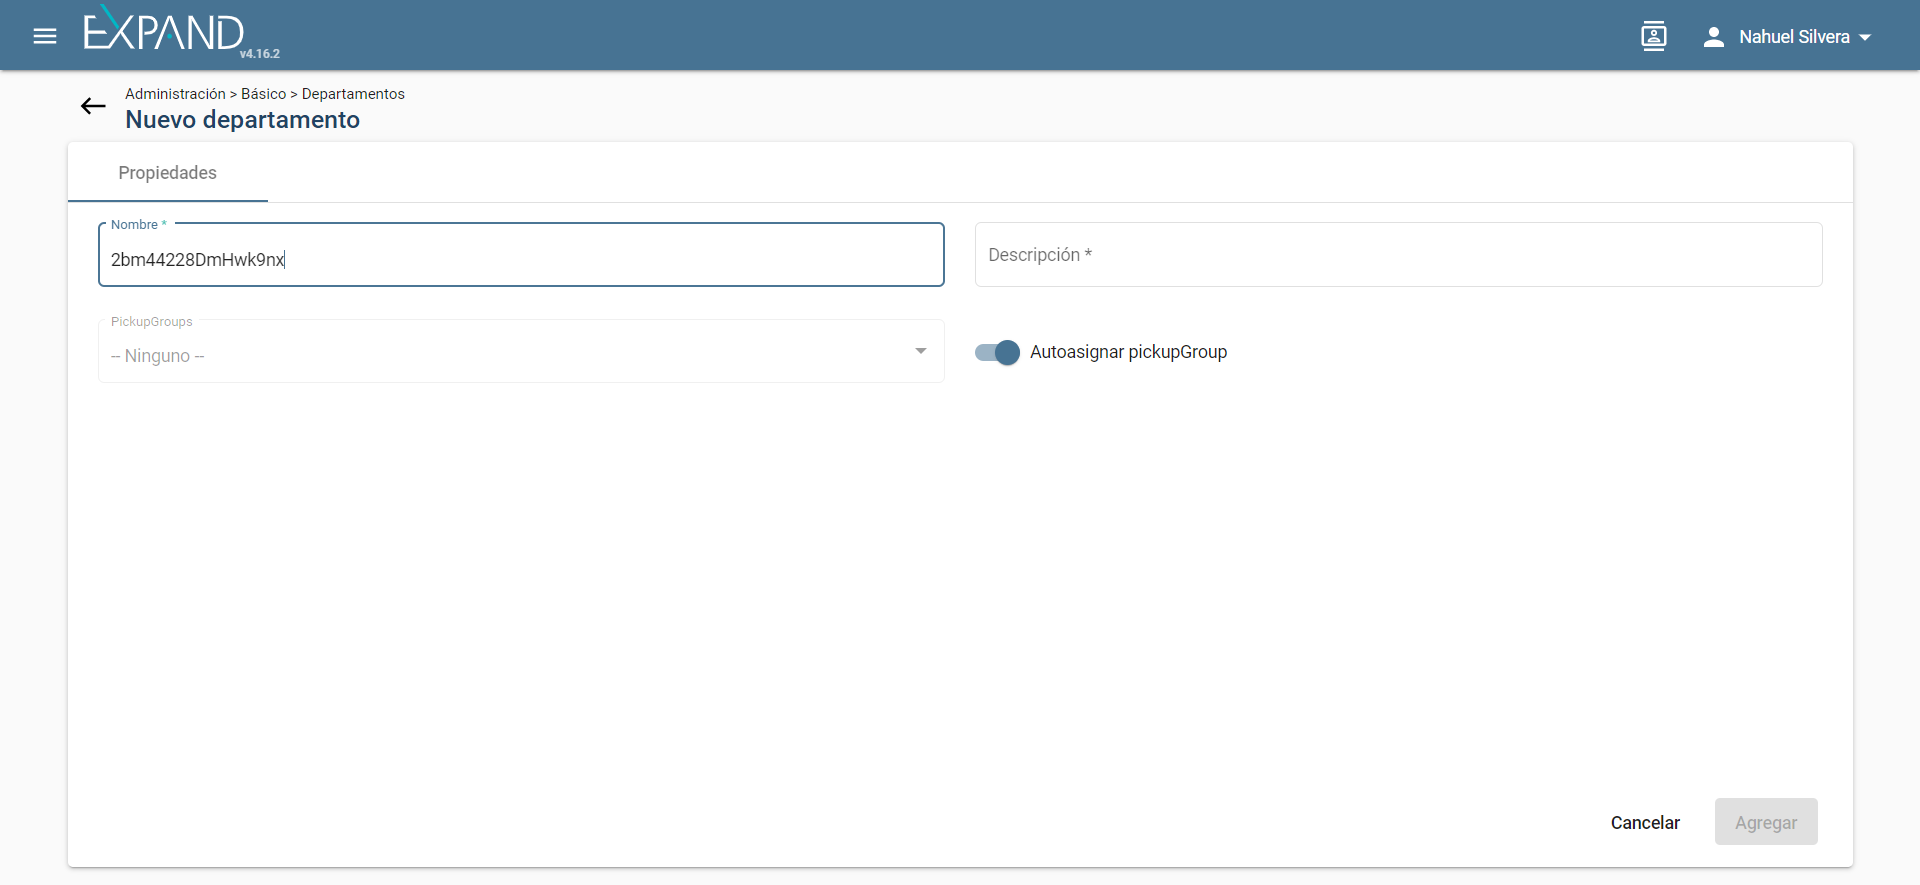 EXPAND
v4.16.2
Nahuel Silvera
Administración > Básico > Departamentos
Nuevo departamento
Propiedades
Nombre *
2bm44228DmHwk9nx
Descripción *
PickupGroups
-- Ninguno --
Autoasignar pickupGroup
Cancelar
Agregar